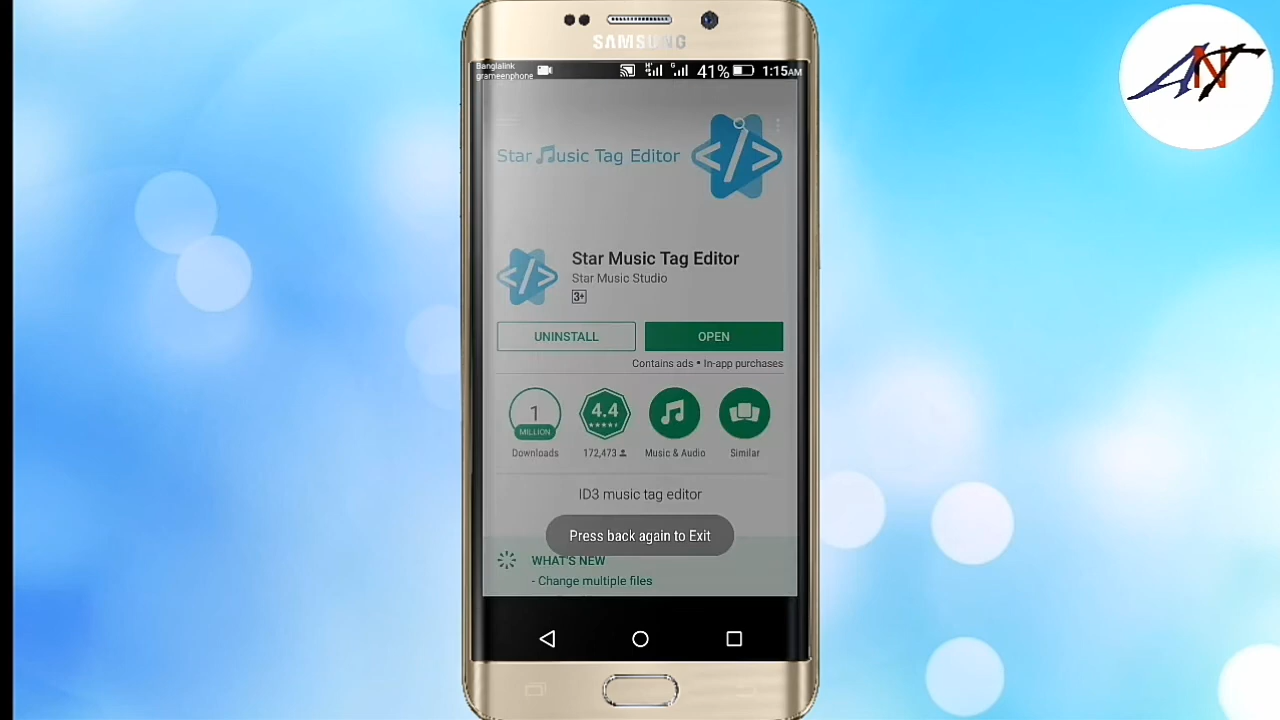 SAMSUNG
Banglalink
grameenphone
H
G
41%
1:15AM
Star Music Tag Editor
</>
</>
Star Music Tag Editor
Star Music Studio
3+
UNINSTALL
OPEN
Contains ads • In-app purchases
1
MILLION
4.4
Downloads
172,473
Music & Audio
Similar
ID3 music tag editor
Press back again to Exit
WHAT'S NEW
- Change multiple files
ANT